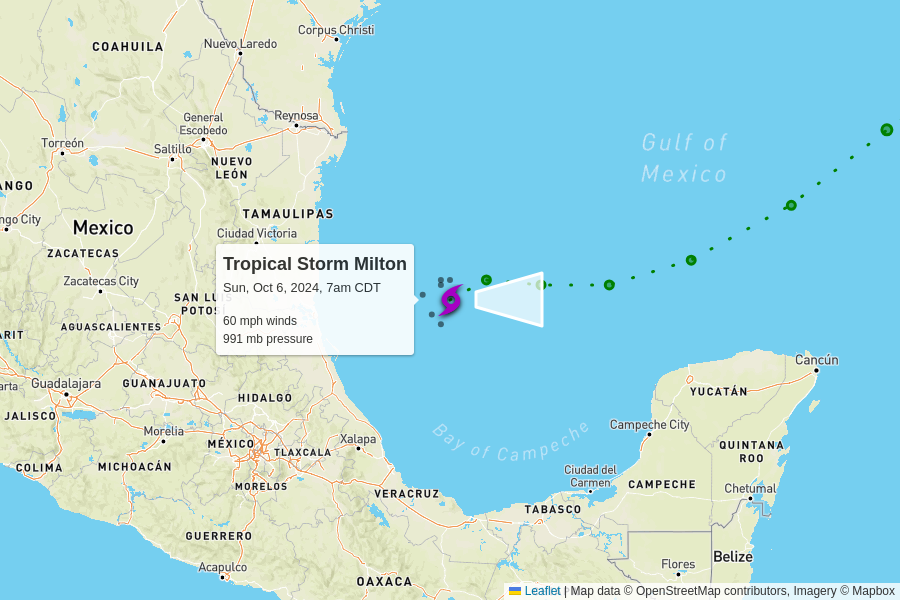 Corpus Christi
COAHUILA
Nuevo Laredo
General
Escobedo
Reynosa
Torreón
Saltillo
Gulf of
Mexico
NUEVO
LEÓN
ANGO
ngo City
Mexico
TAMAULIPAS
Ciudad Victoria
ZACATECAS
Tropical Storm Milton
Sun, Oct 6, 2024, 7am CDT
60 mph winds
991 mb pressure
Zacatecas City
SAN LUIS
POTOS
AGUASCALIENTES
ARIT
Cancún
arta
Guadalajara
GUANAJUATO
YUCATÁN
HIDALGO
JALISCO
Campeche City
Bay of Campeche
Morelia
MÉXICO
Xalapa
TLAXCALA
QUINTANA
ROO
COLIMA
MICHOACÁN
Ciudad del
Carmen
CAMPECHE
MORELOS
VERACRUZ
Chetumal
TABASCO
GUERRERO
Belize
Acapulco
Flores
OAXACA
Leaflet | Map data © OpenStreetMap contributors, Imagery © Mapbox